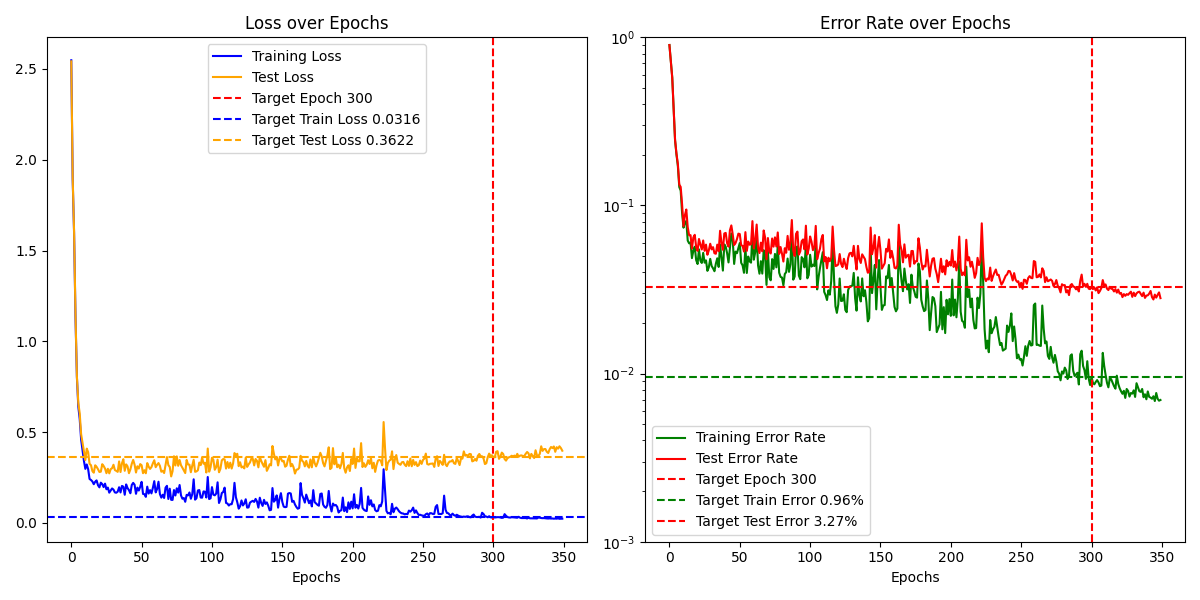 Loss over Epochs
Training Loss
Test Loss
Target Epoch 300
Target Train Loss 0.0316
Target Test Loss 0.3622
2.5
2.0
1.5
1.0
0.5
0.0
0 50 100 150 200 250 300 350
Epochs
Error Rate over Epochs
10^0
10^-1
10^-2
10^-3
Training Error Rate
Test Error Rate
Target Epoch 300
Target Train Error 0.96%
Target Test Error 3.27%
0 50 100 150 200 250 300 350
Epochs